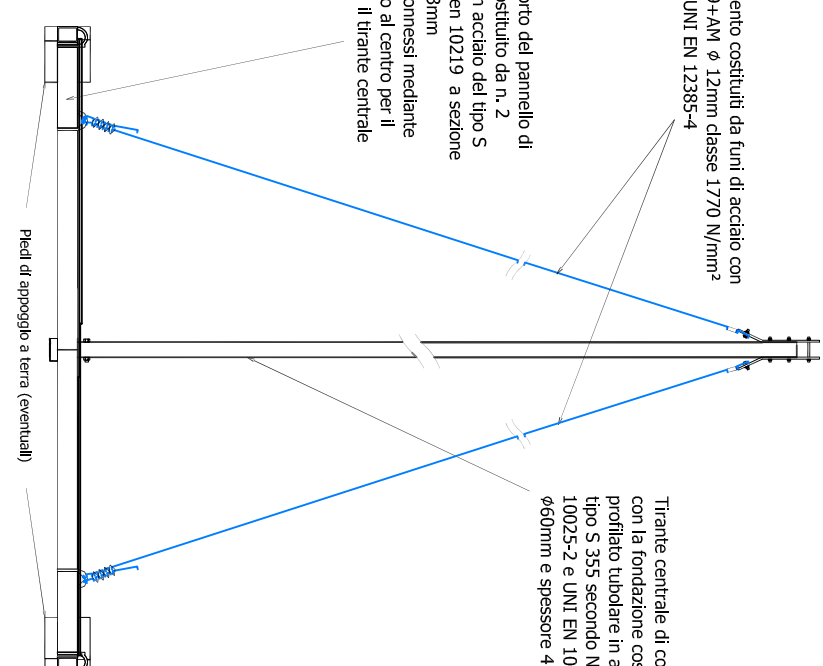 ento costituiti da funi di acciaio con
9+AM ϕ 12mm classe 1770 N/mm²
UNI EN 12385-4
orto del pannello di
ostituito da n. 2
n acciaio del tipo S
en 10219 a sezione
3mm
onnessi mediante
o al centro per il
il tirante centrale
Piedi di appoggio a terra (eventuali)
Tirante centrale di co
con la fondazione cos
profilato tubolare in a
tipo S 355 secondo N
10025-2 e UNI EN 10
ϕ60mm e spessore 4